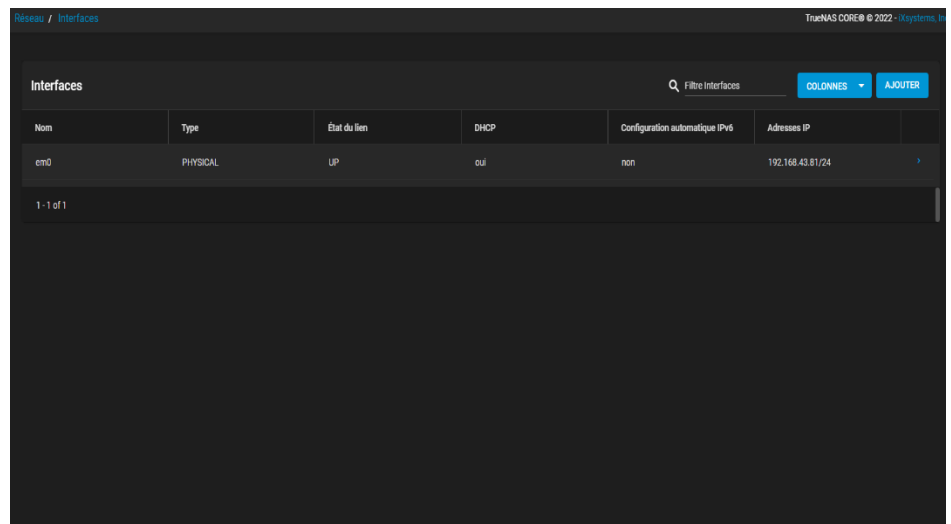 Réseau / Interfaces
TrueNAS CORE® © 2022 - iXsystems, In
Interfaces
Filtre Interfaces
COLONNES
AJOUTER
Nom Type État du lien DHCP Configuration automatique IPv6 Adresses IP
em0 PHYSICAL UP oui non 192.168.43.81/24
1 - 1 of 1